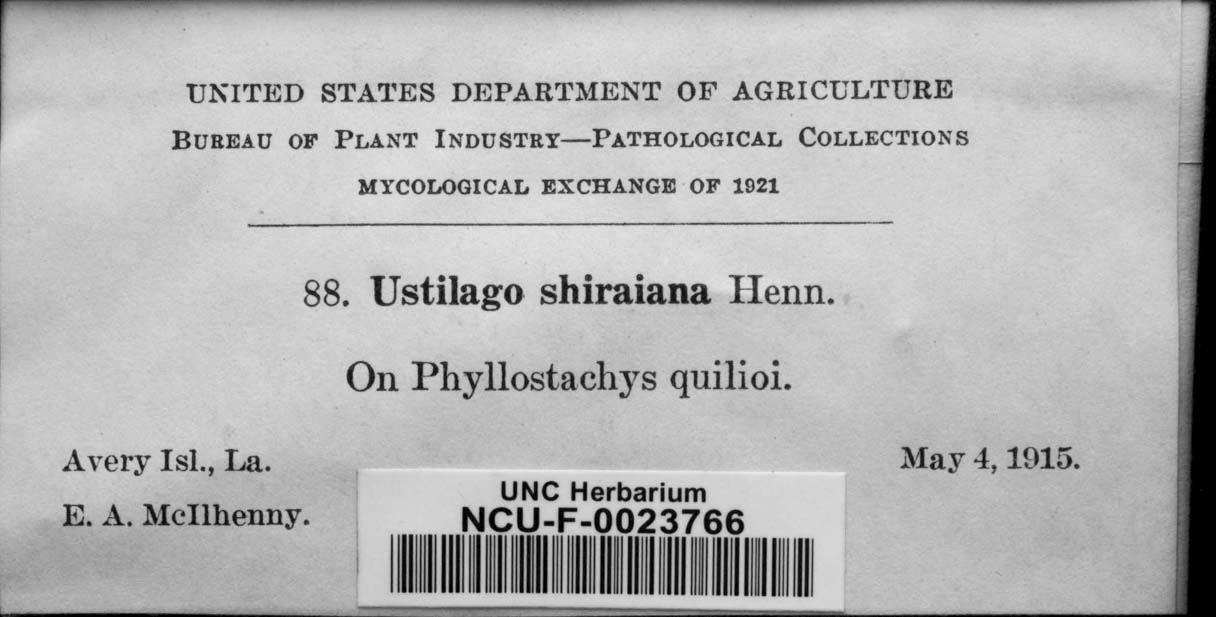 UNITED STATES DEPARTMENT OF AGRICULTURE
BUREAU OF PLANT INDUSTRY—PATHOLOGICAL COLLECTIONS
MYCOLOGICAL EXCHANGE OF 1921
88. Ustilago shiraiana Henn.
On Phyllostachys quilioi.
Avery Isl., La.
May 4, 1915.
E. A. McIlhenny.
UNC Herbarium
NCU-F-0023766